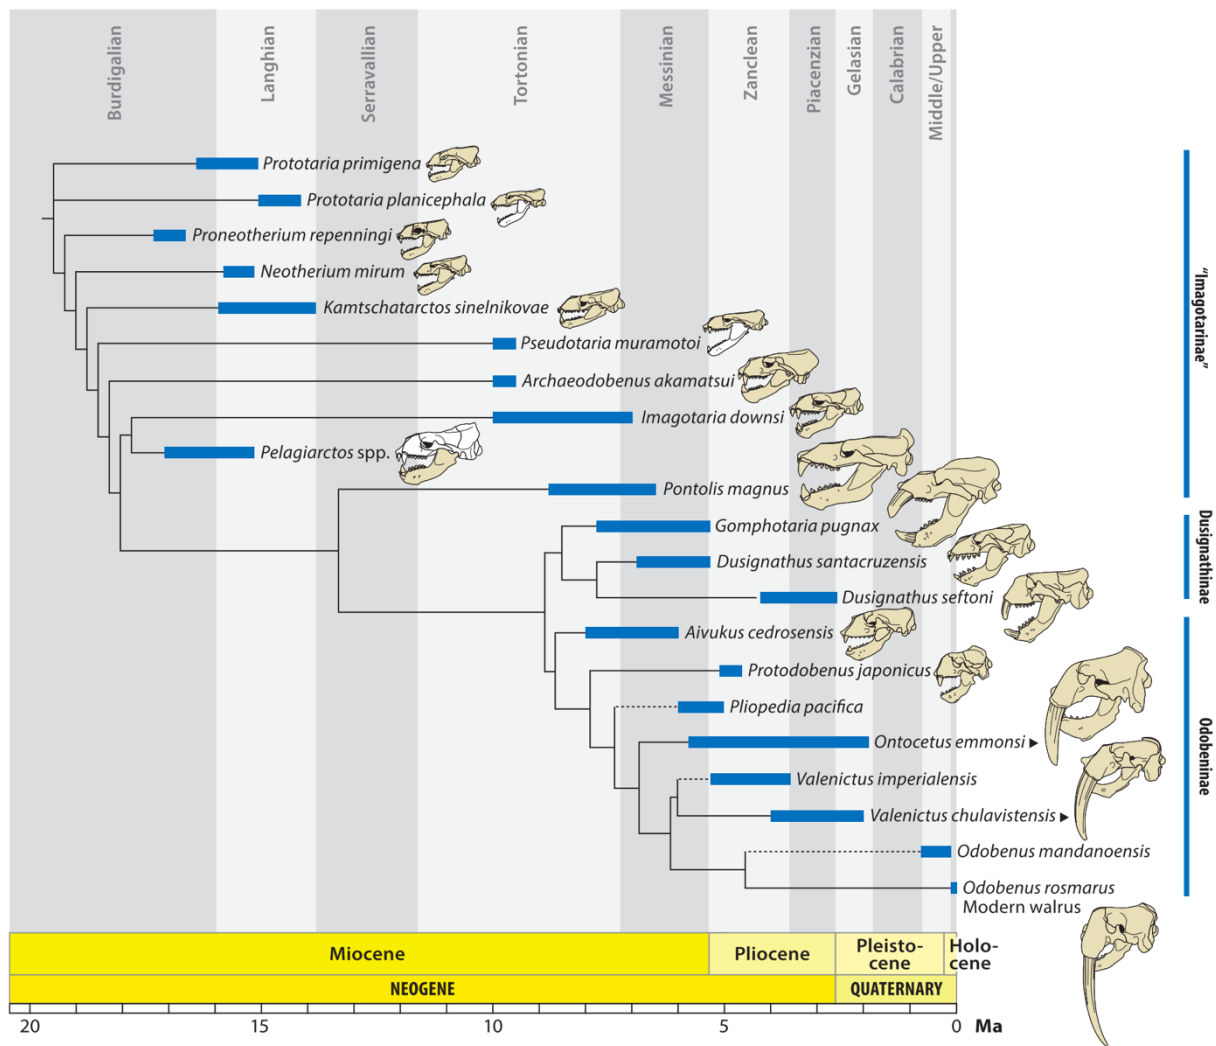 Burdigalian
Langhian
Serravallian
Tortonian
Messinian
Zanclean
Piacenzian
Gelasian
Calabrian
Middle/Upper
Prototaria primigena
Prototaria planicephala
Proneotherium repenningi
Neotherium mirum
Kamtschatarctos sinelnikovae
Pseudotaria muramotoi
Archaeodobenus akamatsui
Imagotaria downsi
Pelagiarctos spp.
Pontolis magnus
"Imagotarinae"
Gomphotaria pugnax
Dusignathus santacruzensis
Dusignathus seftoni
Dusignathinae
Aivukus cedrosensis
Protodobenus japonicus
Pliopedia pacifica
Ontocetus emmonsi ▸
Valenictus imperialensis
Valenictus chulavistensis ▸
Odobenus mandanoensis
Odobenus rosmarus
Modern walrus
Odobeninae
Miocene
Pliocene
Pleisto-
cene
Holo-
cene
NEOGENE
QUATERNARY
20 15 10 5 0 Ma